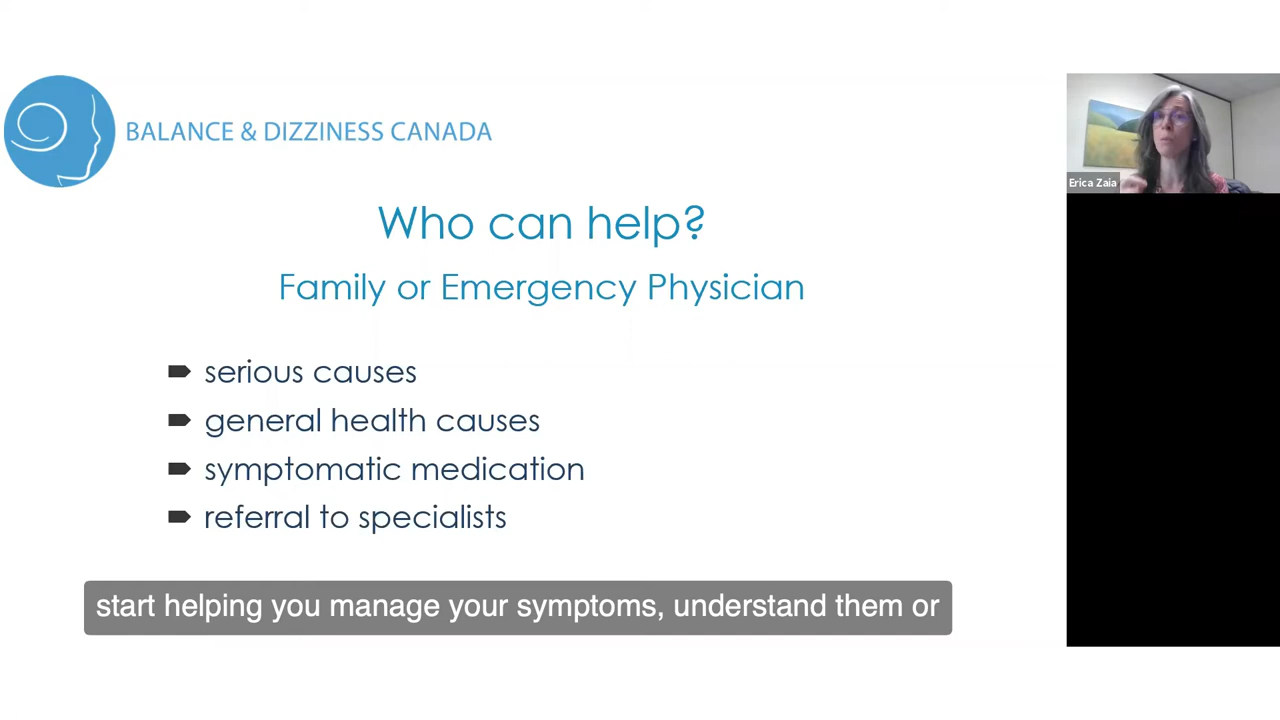 BALANCE & DIZZINESS CANADA
Erica Zaia
Who can help?
Family or Emergency Physician
serious causes
general health causes
symptomatic medication
referral to specialists
start helping you manage your symptoms, understand them or